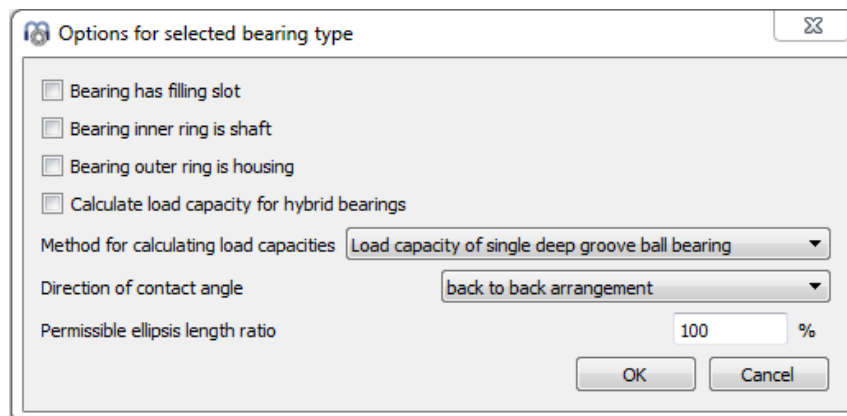 Options for selected bearing type
Bearing has filling slot
Bearing inner ring is shaft
Bearing outer ring is housing
Calculate load capacity for hybrid bearings
Method for calculating load capacities Load capacity of single deep groove ball bearing
Direction of contact angle back to back arrangement
Permissible ellipsis length ratio 100 %
OK Cancel